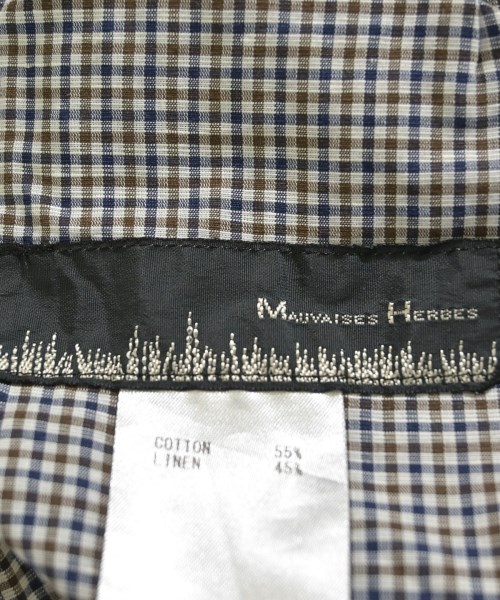 MAUVAISES HERBES
COTTON 55%
LINEN 45%